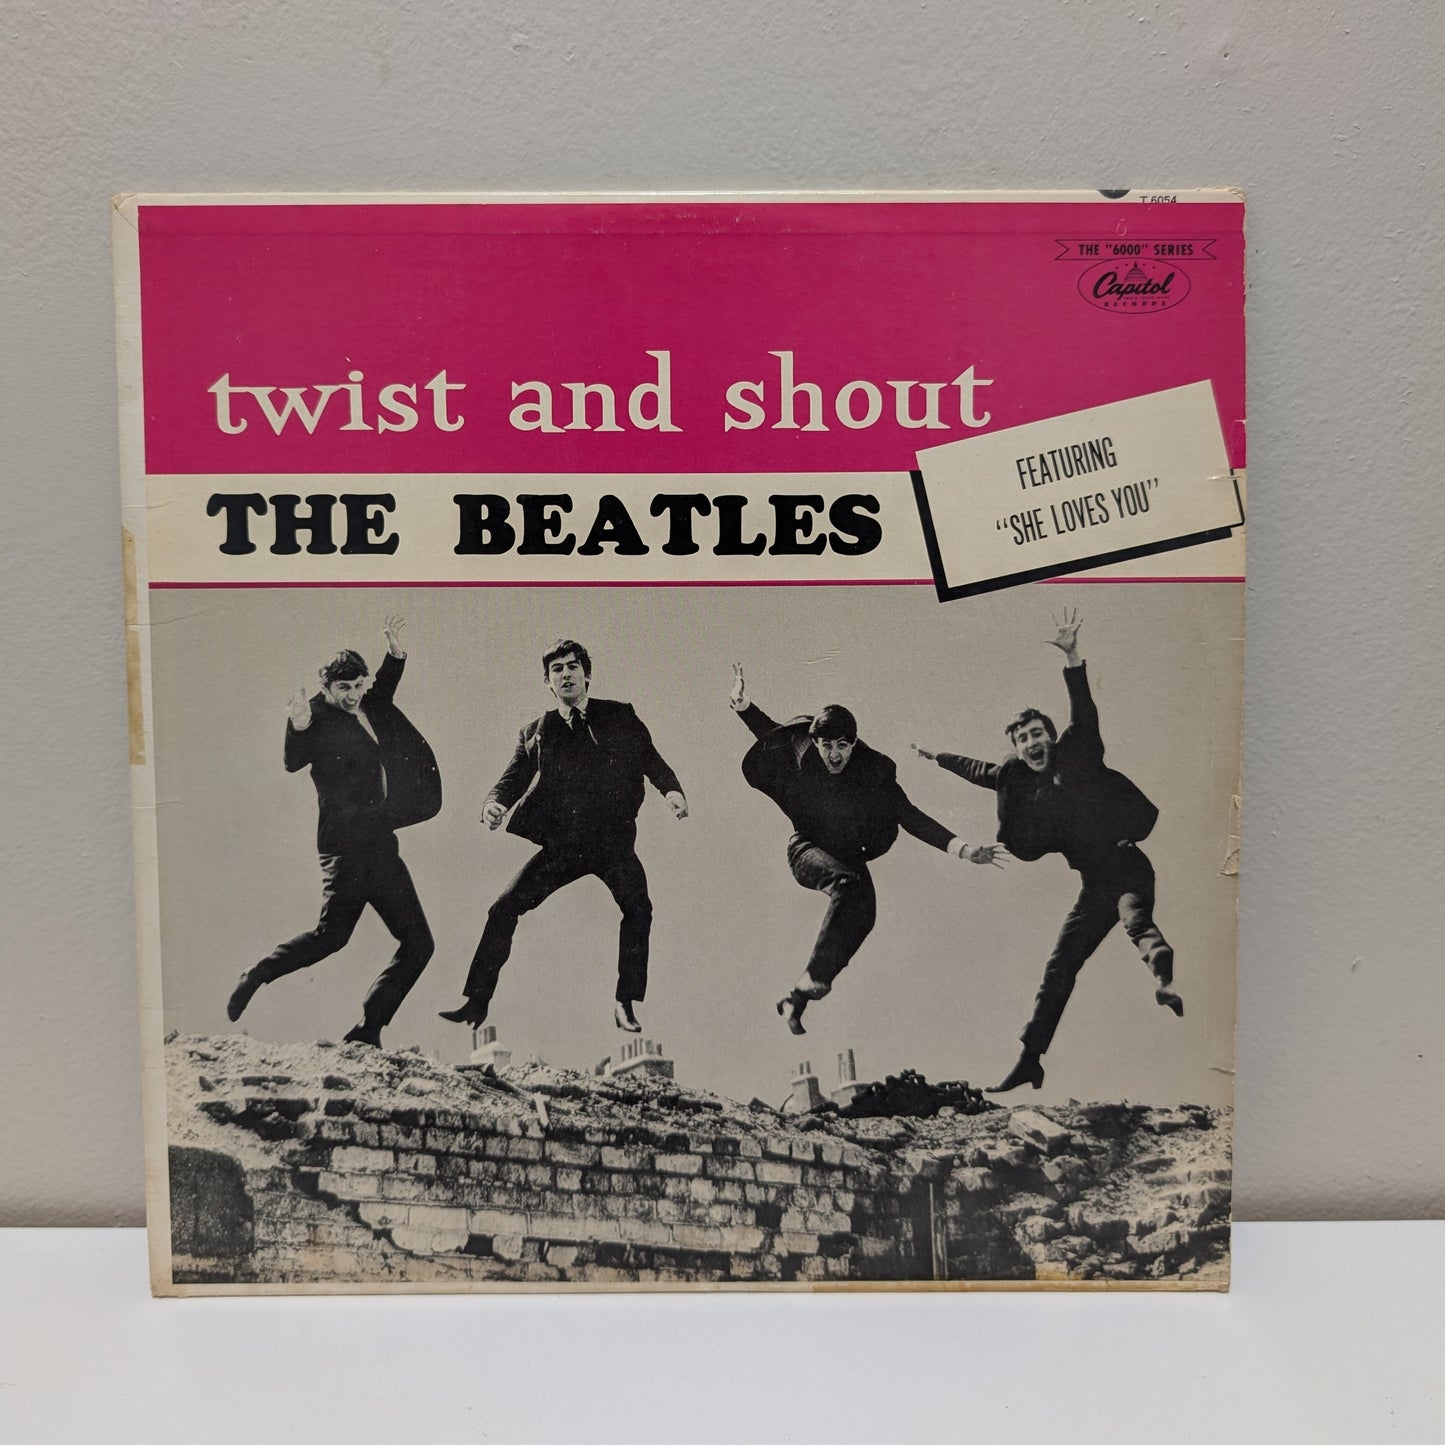 T 6054
THE "6000" SERIES
Capitol
RECORDS
twist and shout
THE BEATLES
FEATURING
“SHE LOVES YOU”